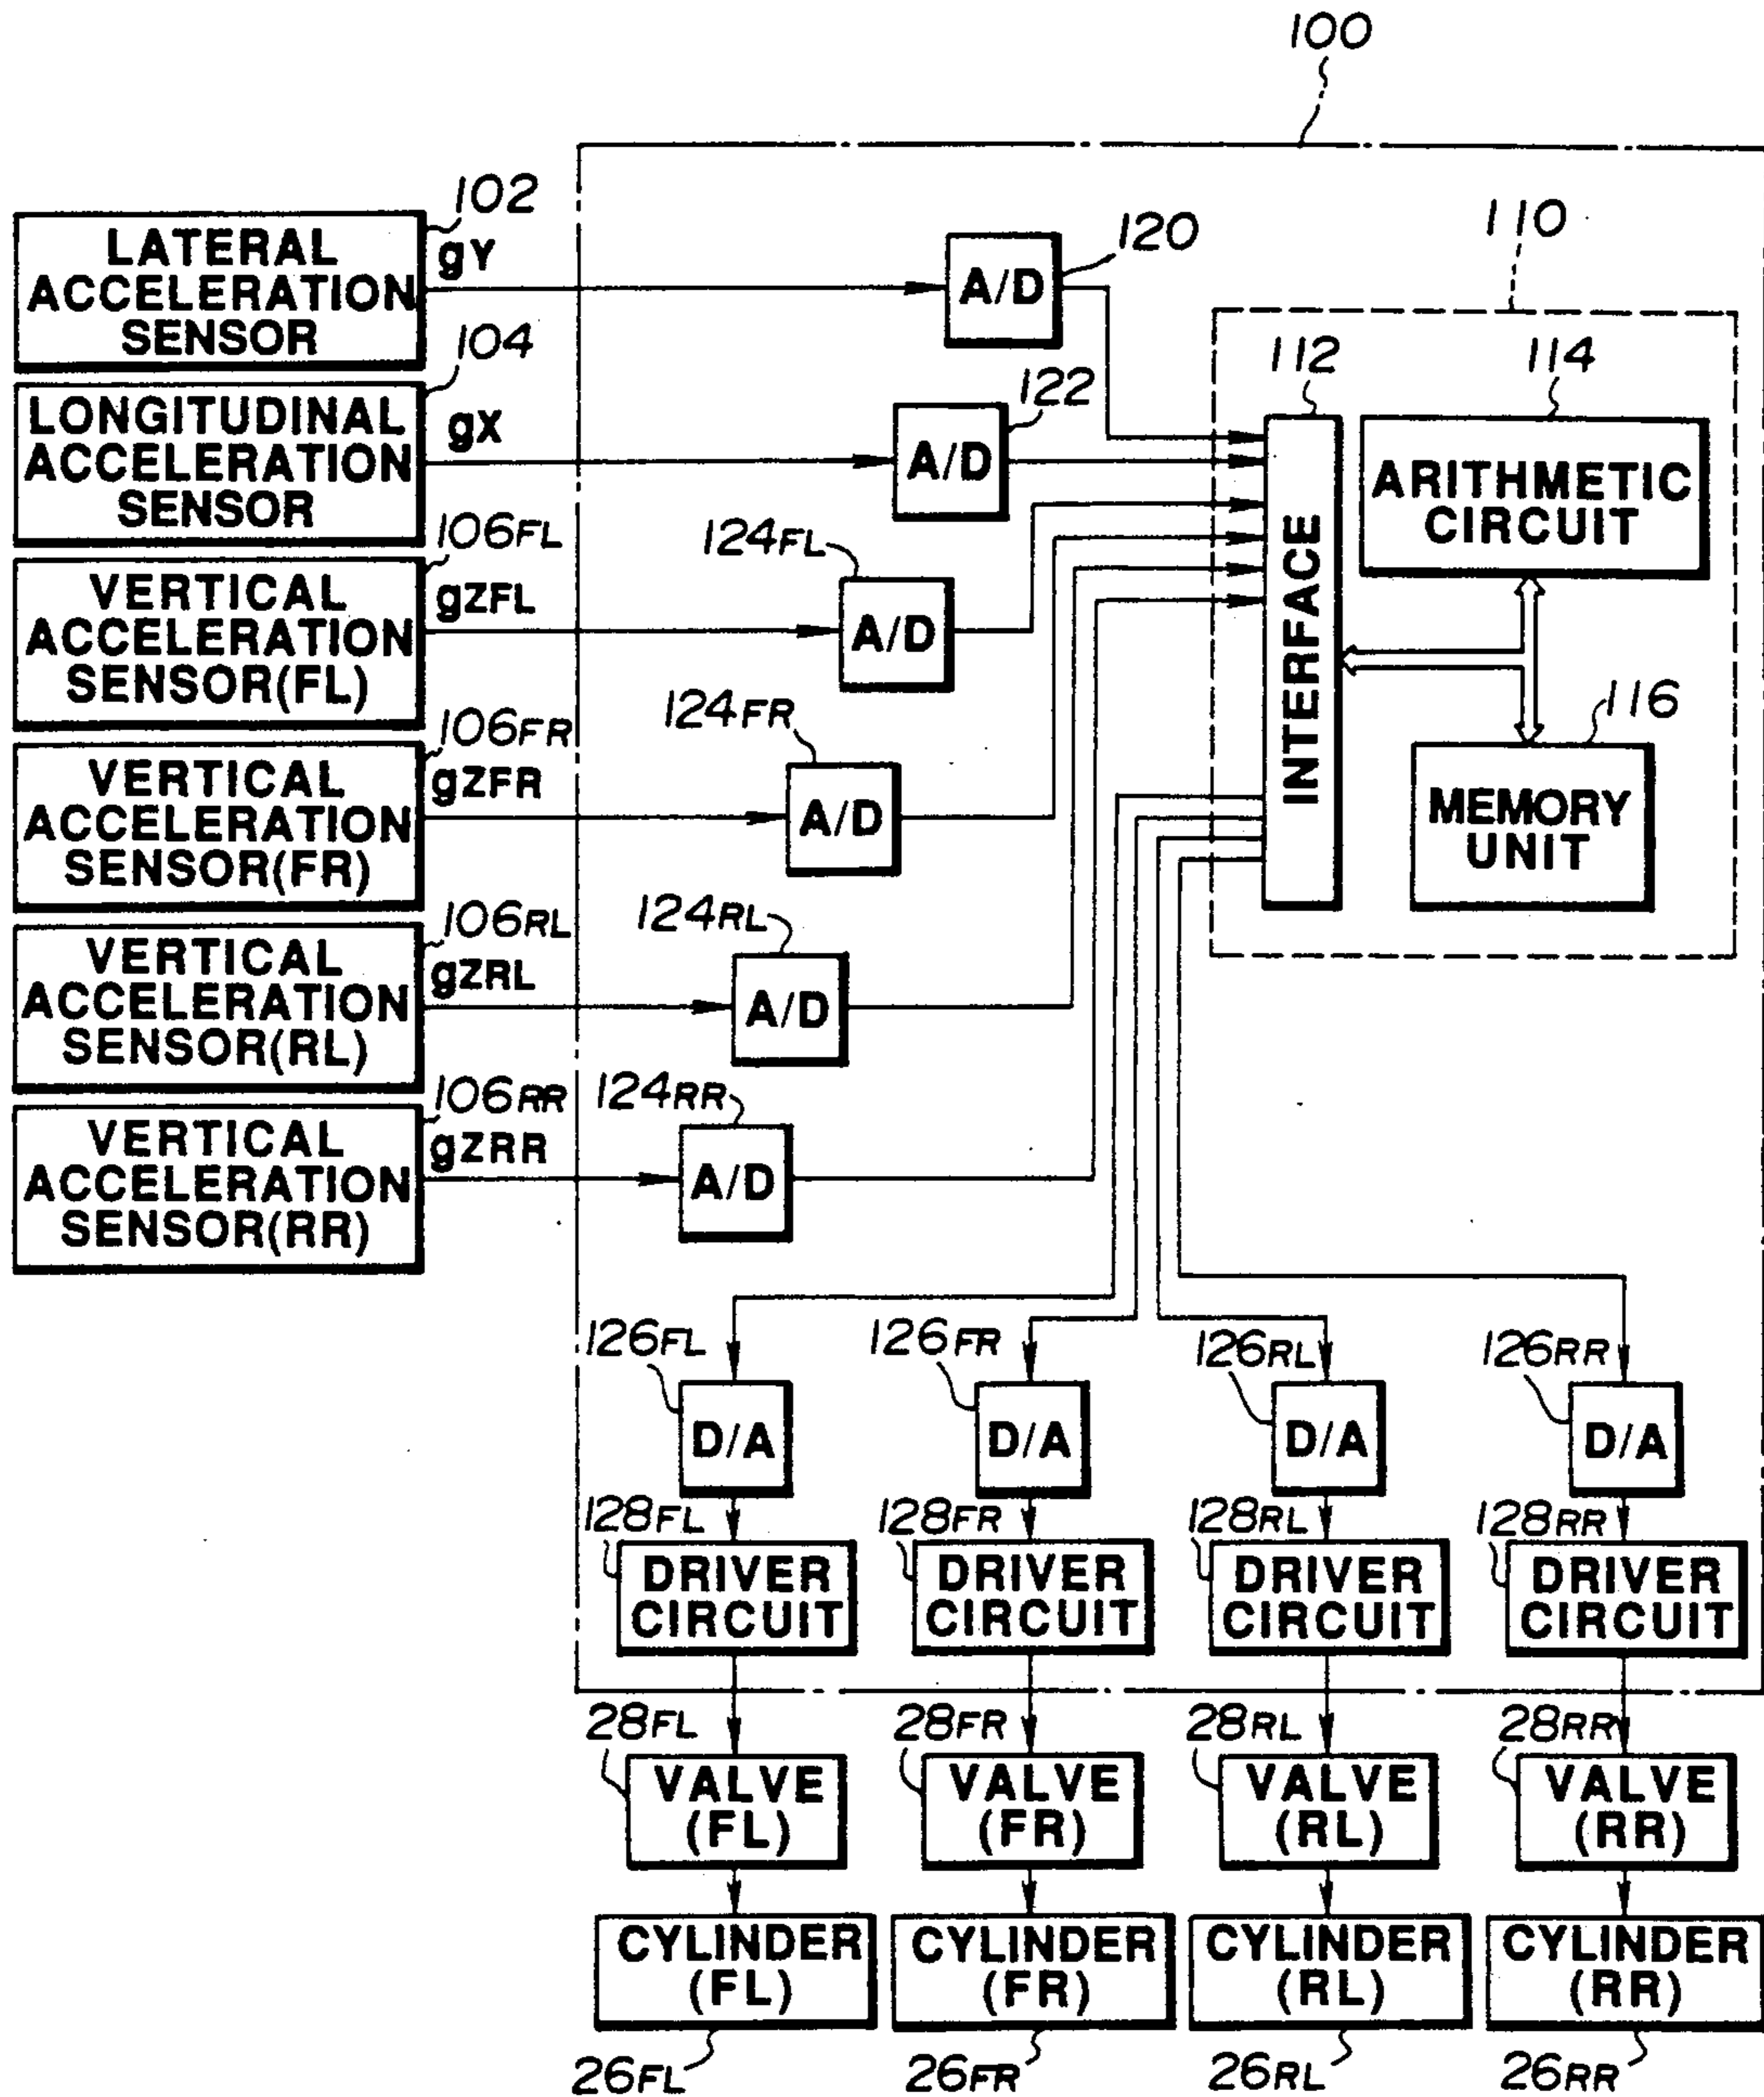 100
102
LATERAL
ACCELERATION
SENSOR
gY
120
A/D
110
104
LONGITUDINAL
ACCELERATION
SENSOR
gX
122
A/D
112
INTERFACE
114
ARITHMETIC
CIRCUIT
106FL
VERTICAL
ACCELERATION
SENSOR(FL)
gZFL
124FL
A/D
116
MEMORY
UNIT
106FR
VERTICAL
ACCELERATION
SENSOR(FR)
gZFR
124FR
A/D
106RL
VERTICAL
ACCELERATION
SENSOR(RL)
gZRL
124RL
A/D
106RR
VERTICAL
ACCELERATION
SENSOR(RR)
gZRR
124RR
A/D
126FL
126FR
126RL
126RR
D/A
D/A
D/A
D/A
128FL
128FR
128RL
128RR
DRIVER
CIRCUIT
DRIVER
CIRCUIT
DRIVER
CIRCUIT
DRIVER
CIRCUIT
28FL
28FR
28RL
28RR
VALVE
(FL)
VALVE
(FR)
VALVE
(RL)
VALVE
(RR)
CYLINDER
(FL)
CYLINDER
(FR)
CYLINDER
(RL)
CYLINDER
(RR)
26FL
26FR
26RL
26RR